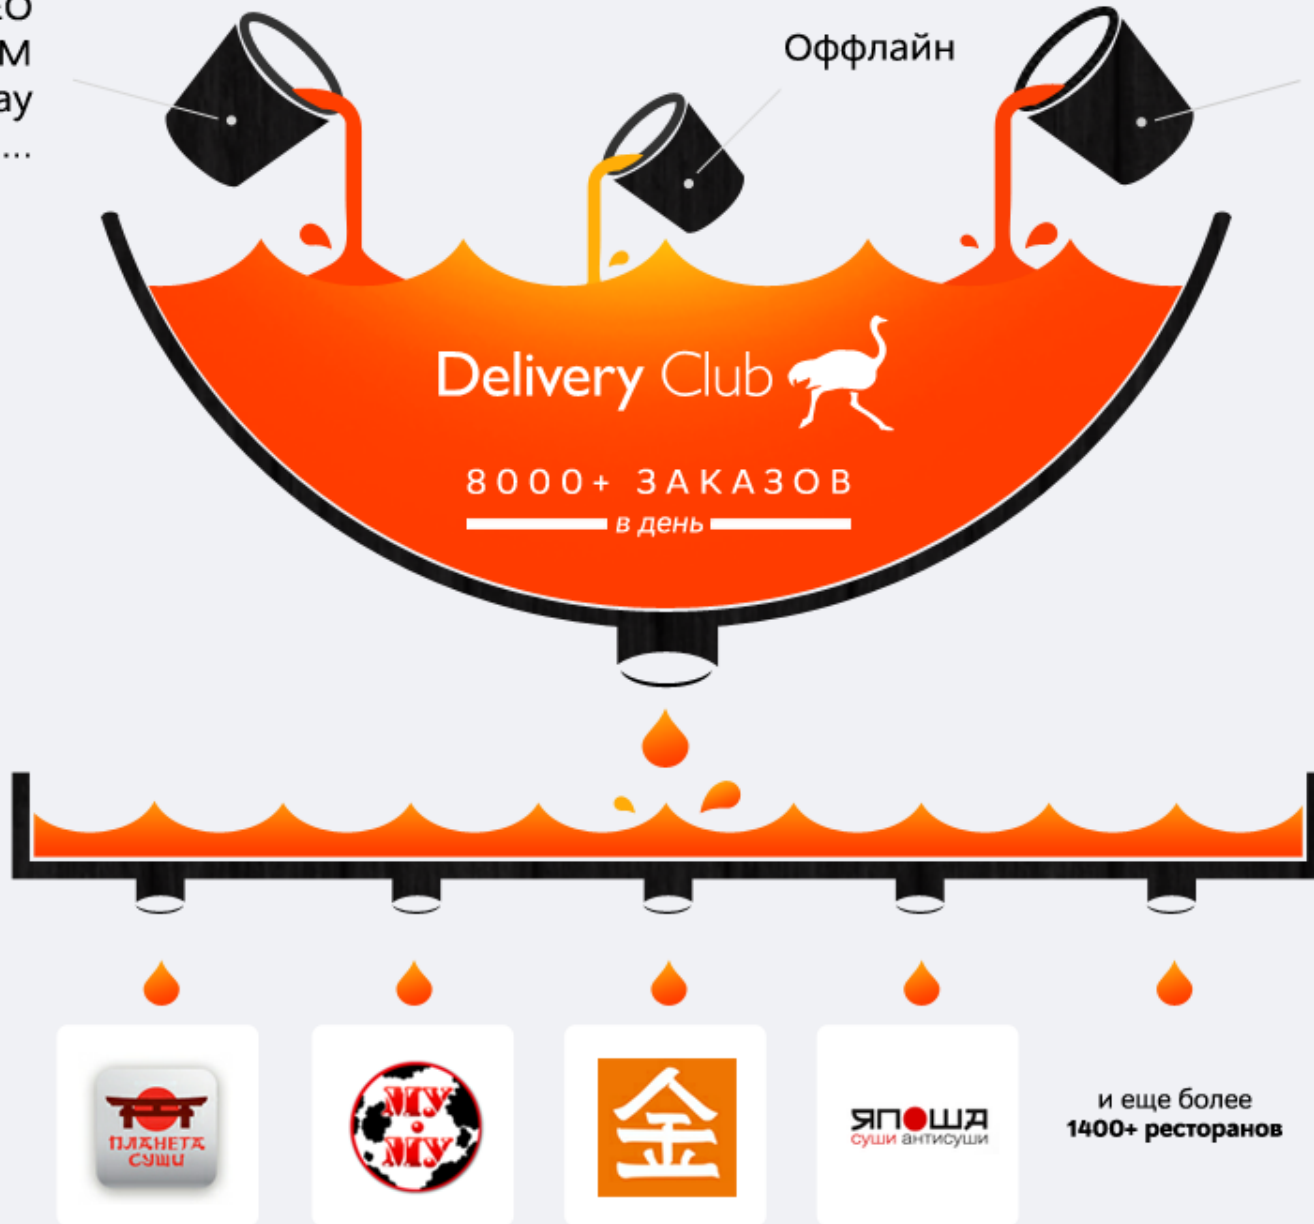 Оффлайн
...
Delivery Club
8000+ ЗАКАЗОВ
в день
ПЛАНЕТА
СУШИ
МУ
МУ
金
ЯПОША
суши антисуши
и еще более
1400+ ресторанов